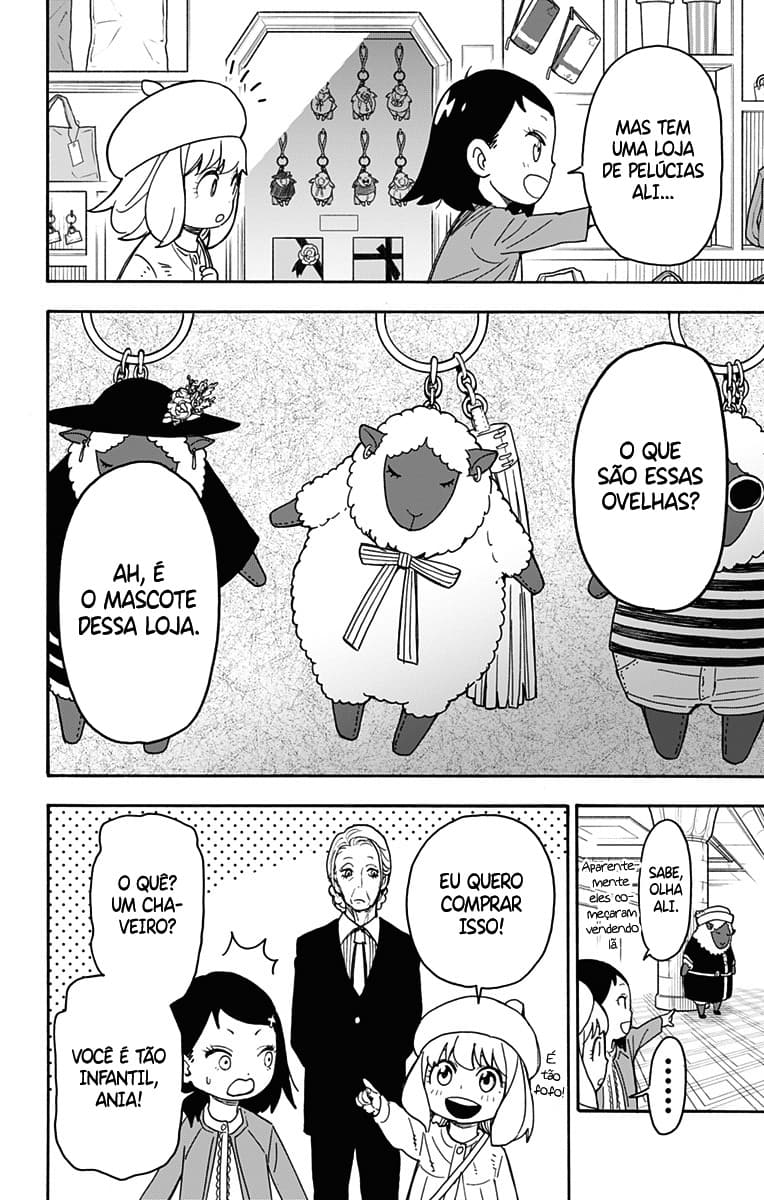 MAS TEM
UMA LOJA
DE PELÚCIAS
ALI...
O QUE
SÃO ESSAS
OVELHAS?
AH, É
O MASCOTE
DESSA LOJA.
SABE,
OLHA
ALI.
Aparente-
mente
eles co-
meçaram
vendendo
lã
......
EU QUERO
COMPRAR
ISSO!
É
tão
fofo!
O QUÊ?
UM CHA-
VEIRO?
VOCÊ É TÃO
INFANTIL,
ANIA!